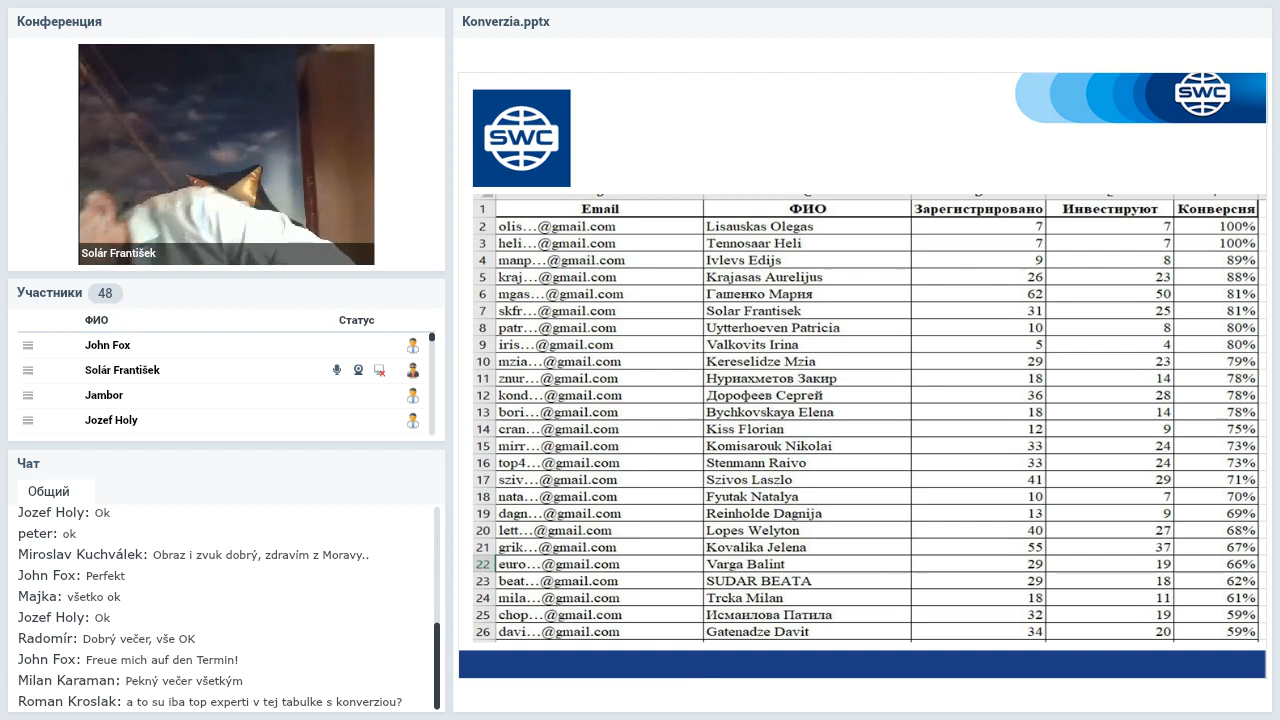 Конференция
Solár František
Участники 48
ФИО Статус
John Fox
Solár František
Jambor
Jozef Holy
Чат
Общий
Jozef Holy: Ok
peter: ok
Miroslav Kuchválek: Obraz i zvuk dobrý, zdravím z Moravy..
John Fox: Perfekt
Majka: všetko ok
Jozef Holy: Ok
Radomír: Dobrý večer, vše OK
John Fox: Freue mich auf den Termin!
Milan Karaman: Pekný večer všetkým
Roman Kroslak: a to su iba top experti v tej tabulke s konverziou?
Konverzia.pptx
SWC
SWC
1 Email ФИО Зарегистрировано Инвестируют Конверсия
2 olis...@gmail.com Lisauskas Olegas 7 7 100%
3 heli...@gmail.com Tennosaar Heli 7 7 100%
4 manp...@gmail.com Ivlevs Edijs 9 8 89%
5 kraj...@gmail.com Krajasas Aurelijus 26 23 88%
6 mgas...@gmail.com Гашенко Мария 62 50 81%
7 skfr...@gmail.com Solar Frantisek 31 25 81%
8 patr...@gmail.com Uytterhoeven Patricia 10 8 80%
9 iris...@gmail.com Valkovits Irina 5 4 80%
10 mzia...@gmail.com Kereselidze Mzia 29 23 79%
11 znur...@gmail.com Нуриахметов Закир 18 14 78%
12 kond...@gmail.com Дорофеев Сергей 36 28 78%
13 bori...@gmail.com Bychkovskaya Elena 18 14 78%
14 cran...@gmail.com Kiss Florian 12 9 75%
15 mirr...@gmail.com Komisarouk Nikolai 33 24 73%
16 top4...@gmail.com Stenmann Raivo 33 24 73%
17 sziv...@gmail.com Szivos Laszlo 41 29 71%
18 nata...@gmail.com Fyutak Natalya 10 7 70%
19 dagn...@gmail.com Reinholde Dagnija 13 9 69%
20 lett...@gmail.com Lopes Welyton 40 27 68%
21 grik...@gmail.com Kovalika Jelena 55 37 67%
22 euro...@gmail.com Varga Balint 29 19 66%
23 beat...@gmail.com SUDAR BEATA 29 18 62%
24 mila...@gmail.com Trcka Milan 18 11 61%
25 chop...@gmail.com Исмаилова Патила 32 19 59%
26 davi...@gmail.com Gatenadze Davit 34 20 59%